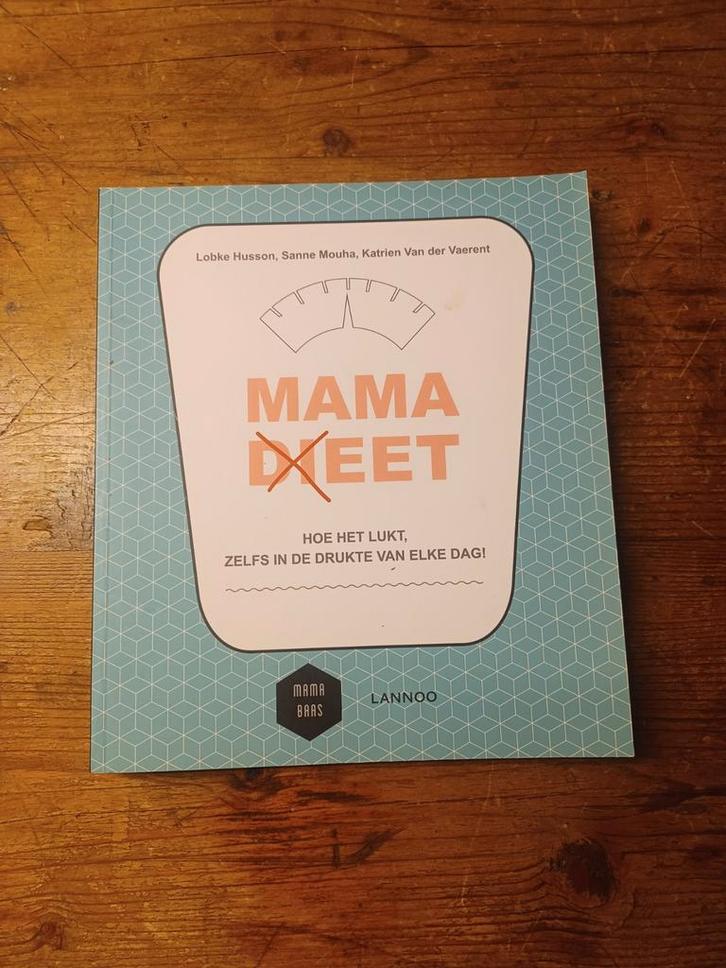 Lobke Husson, Sanne Mouha, Katrien Van der Vaerent
MAMA
DIEET
HOE HET LUKT,
ZELFS IN DE DRUKTE VAN ELKE DAG!
MAMA
BAAS
LANNOO